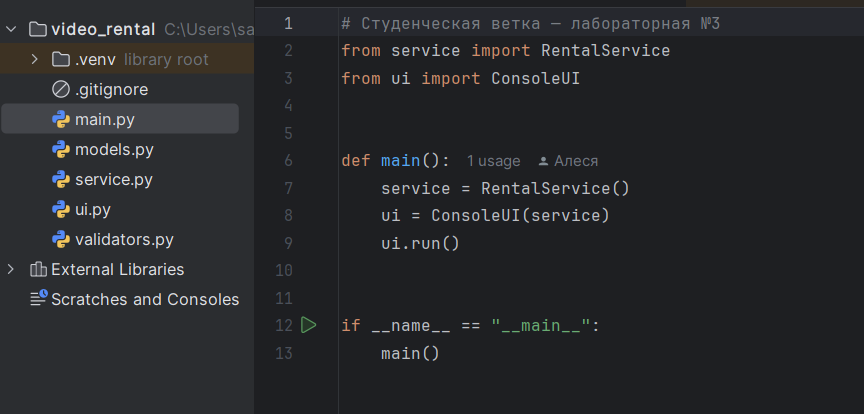 video_rental C:\Users\sa
.venv library root
.gitignore
main.py
models.py
service.py
ui.py
validators.py
External Libraries
Scratches and Consoles
1 # Студенческая ветка — лабораторная №3
2 from service import RentalService
3 from ui import ConsoleUI
4
5
6 def main(): 1 usage Алеся
7 service = RentalService()
8 ui = ConsoleUI(service)
9 ui.run()
10
11
12 if __name__ == "__main__":
13 main()